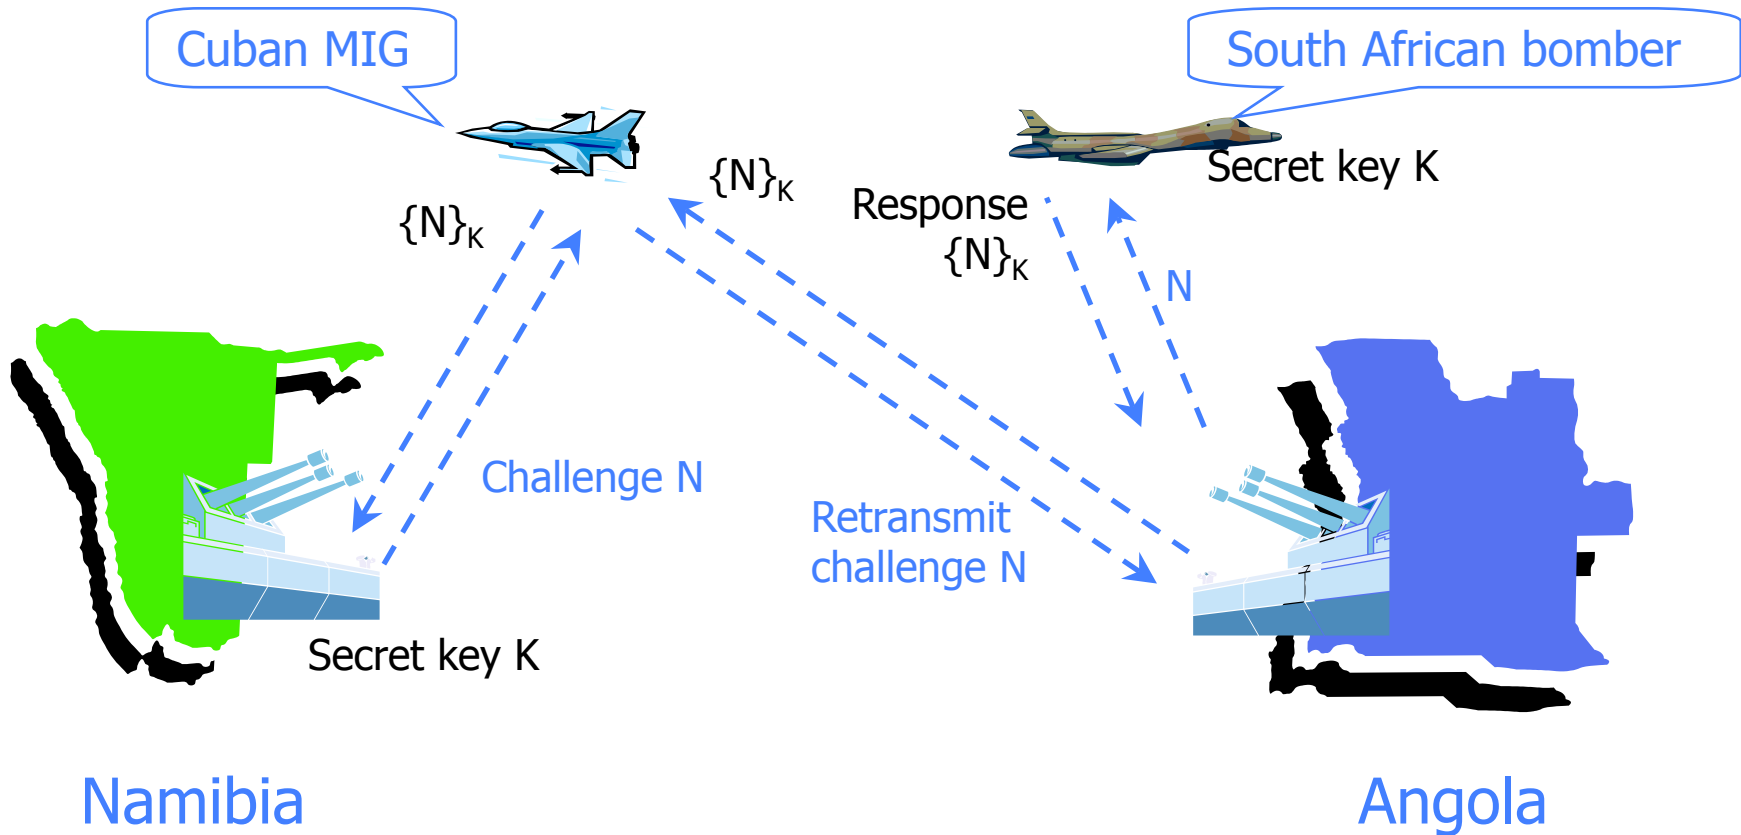 Cuban MIG
South African bomber
{N}K
Secret key K
Response
{N}K
{N}K
N
Challenge N
Retransmit
challenge N
Secret key K
Namibia
Angola